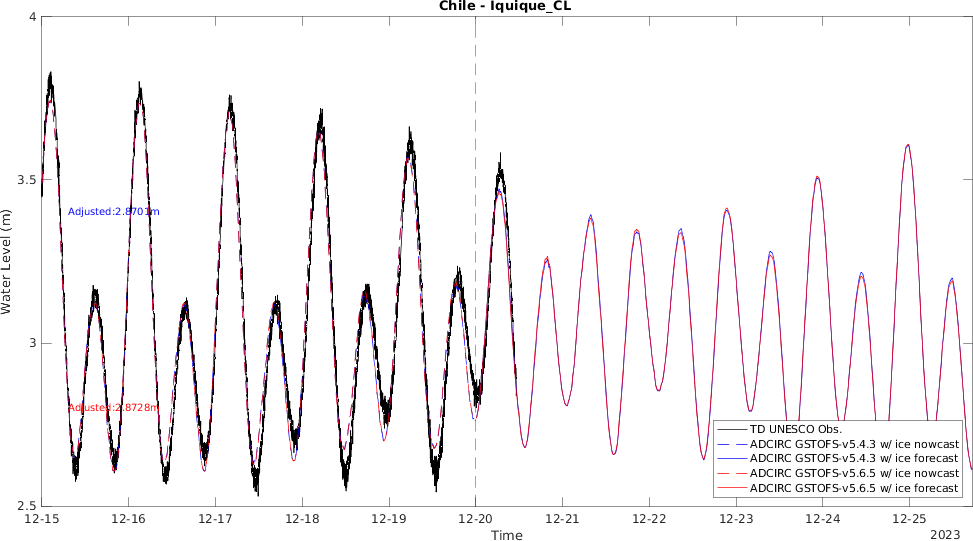 Chile - Iquique_CL
4
3.5
3
2.5
Water Level (m)
Adjusted:2.8701m
Adjusted:2.8728m
TD UNESCO Obs.
ADCIRC GSTOFS-v5.4.3 w/ ice nowcast
ADCIRC GSTOFS-v5.4.3 w/ ice forecast
ADCIRC GSTOFS-v5.6.5 w/ ice nowcast
ADCIRC GSTOFS-v5.6.5 w/ ice forecast
12-15 12-16 12-17 12-18 12-19 12-20 12-21 12-22 12-23 12-24 12-25
Time
2023